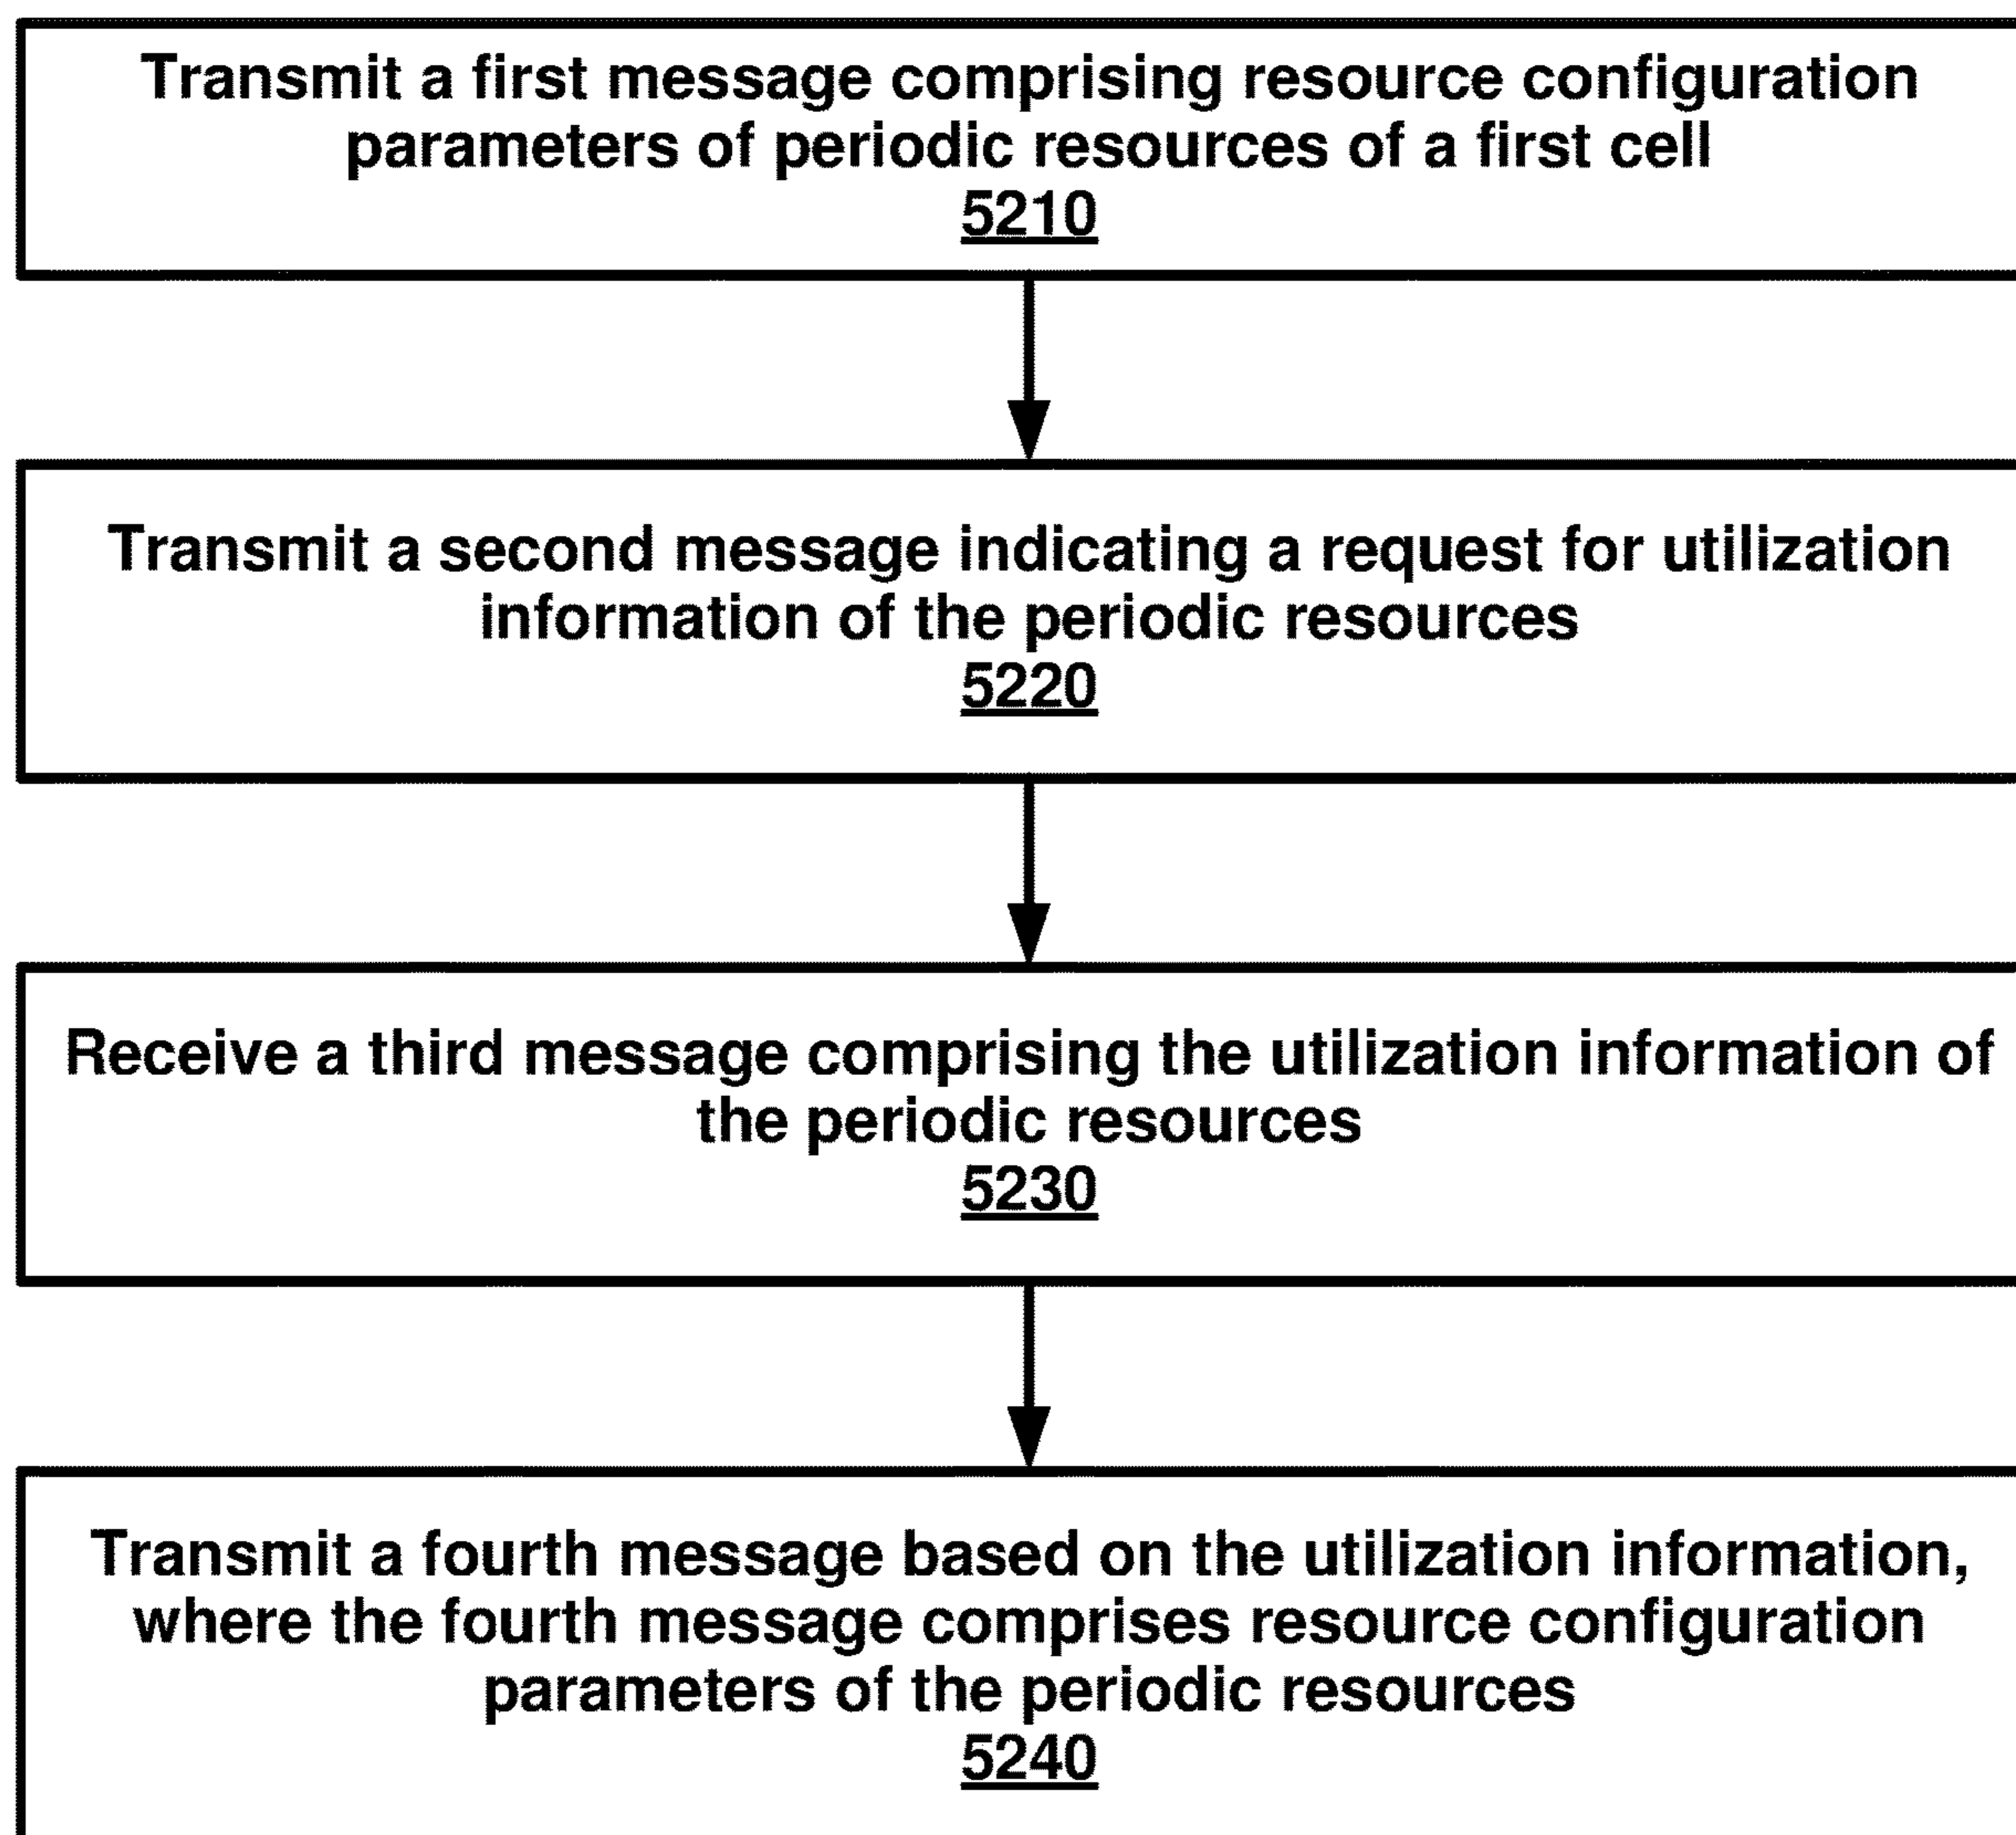 Transmit a first message comprising resource configuration
parameters of periodic resources of a first cell
5210
Transmit a second message indicating a request for utilization
information of the periodic resources
5220
Receive a third message comprising the utilization information of
the periodic resources
5230
Transmit a fourth message based on the utilization information,
where the fourth message comprises resource configuration
parameters of the periodic resources
5240